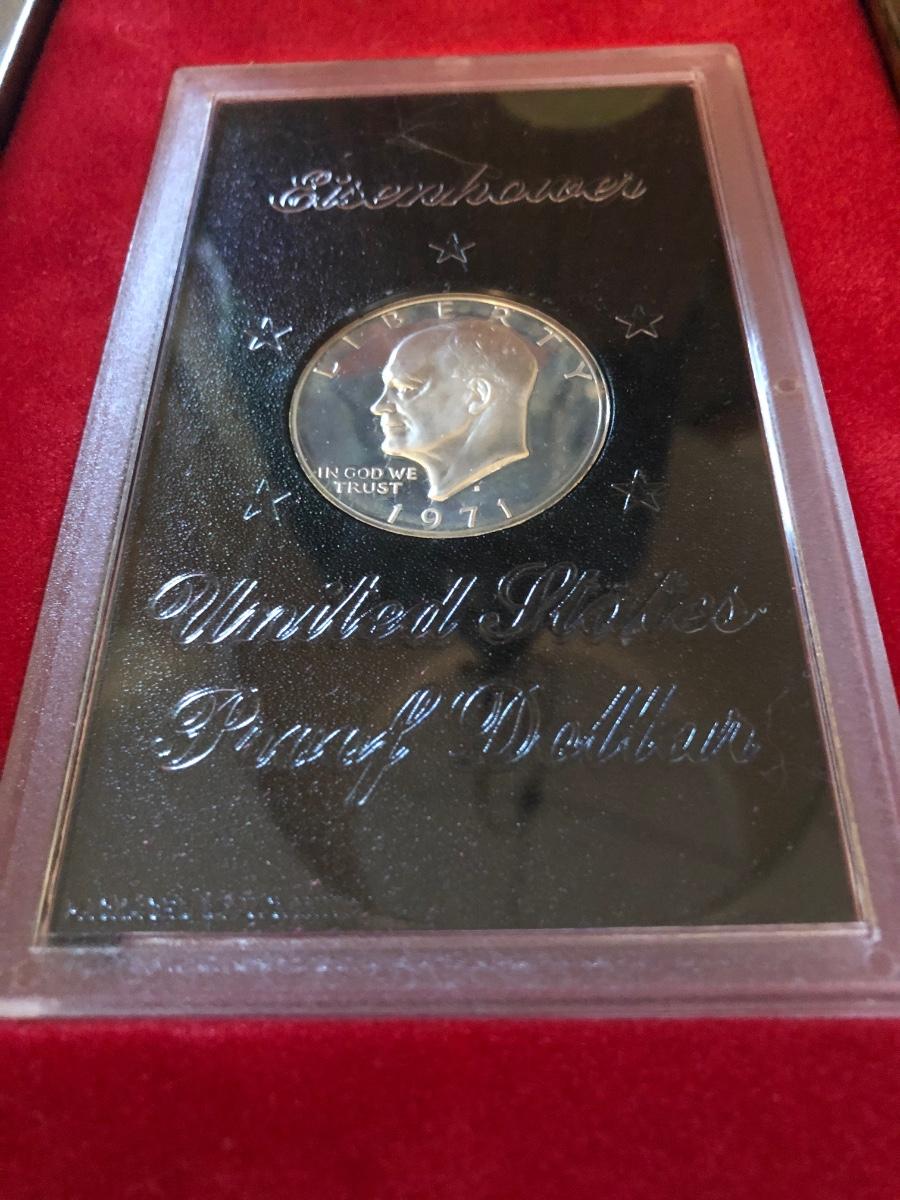 Eisenhower
LIBERTY
IN GOD WE
TRUST
1971
United States
Proof Dollar